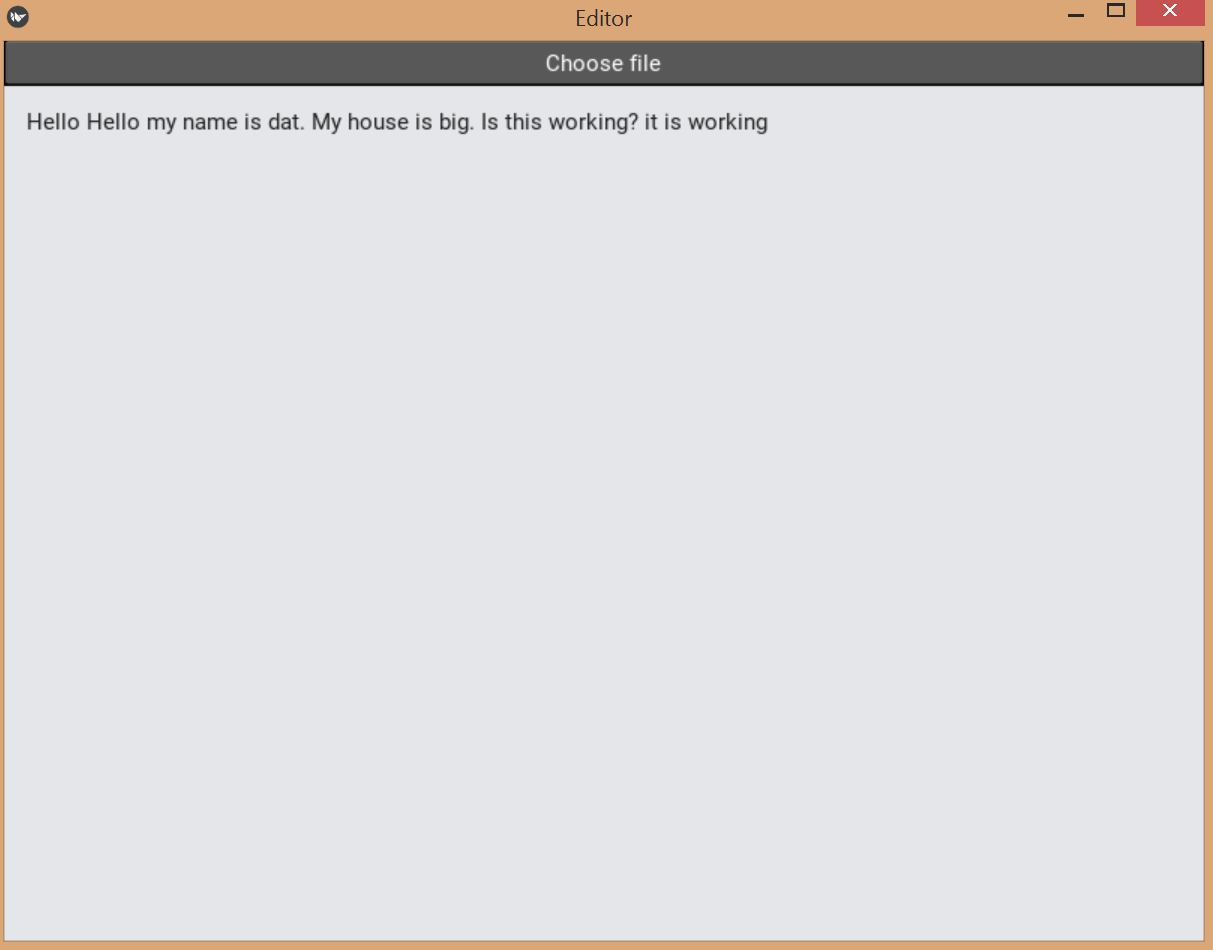 Editor
Choose file
Hello Hello my name is dat. My house is big. Is this working? it is working